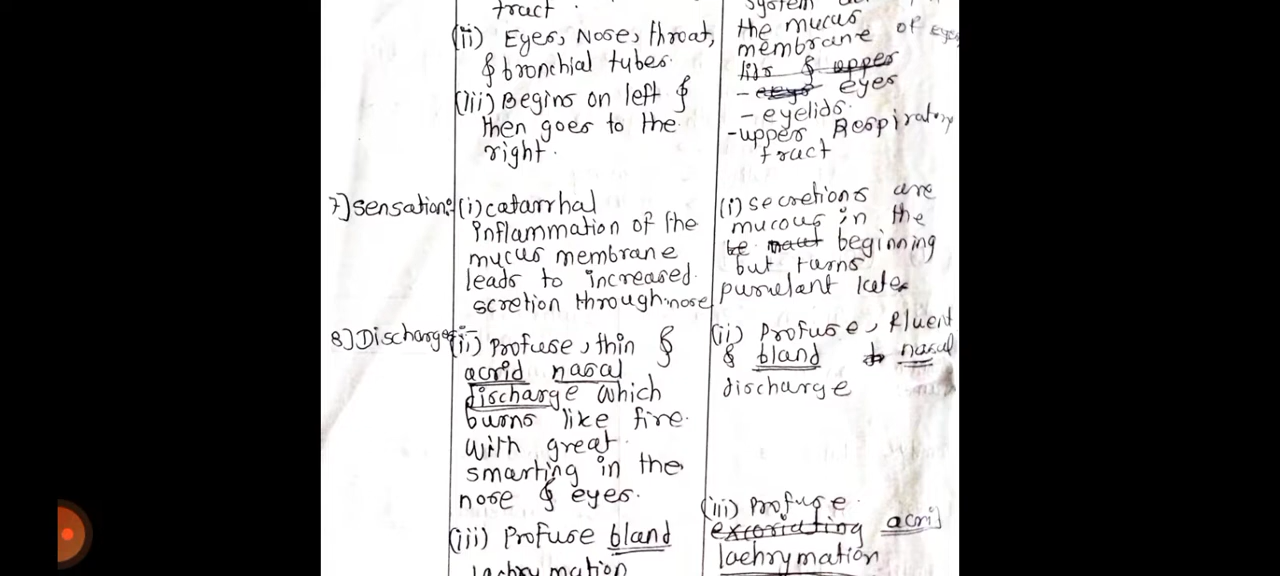 tract.
(ii) Eyes, Nose, throat,
& bronchial tubes.
(iii) Begins on left &
then goes to the
right.
system
the mucus
membrane of eyes
& upper
- eyes
- eyelids.
- upper Respiratory
tract
7] Sensation:- (i) catarrhal
inflammation of the
mucus membrane
leads to increased
scretion through nose
(i) secretions are
mucous in the
beginning
but turns
purulant late
8] Discharge:- (ii) Profuse, thin &
acrid nasal
discharge which
burns like fire.
with great
smarting in the
nose & eyes.
(ii) Profuse, fluent
& bland nasal
discharge
(iii) Profuse bland
lachrymation
(iii) Profuse
excoriating acrid
lachrymation